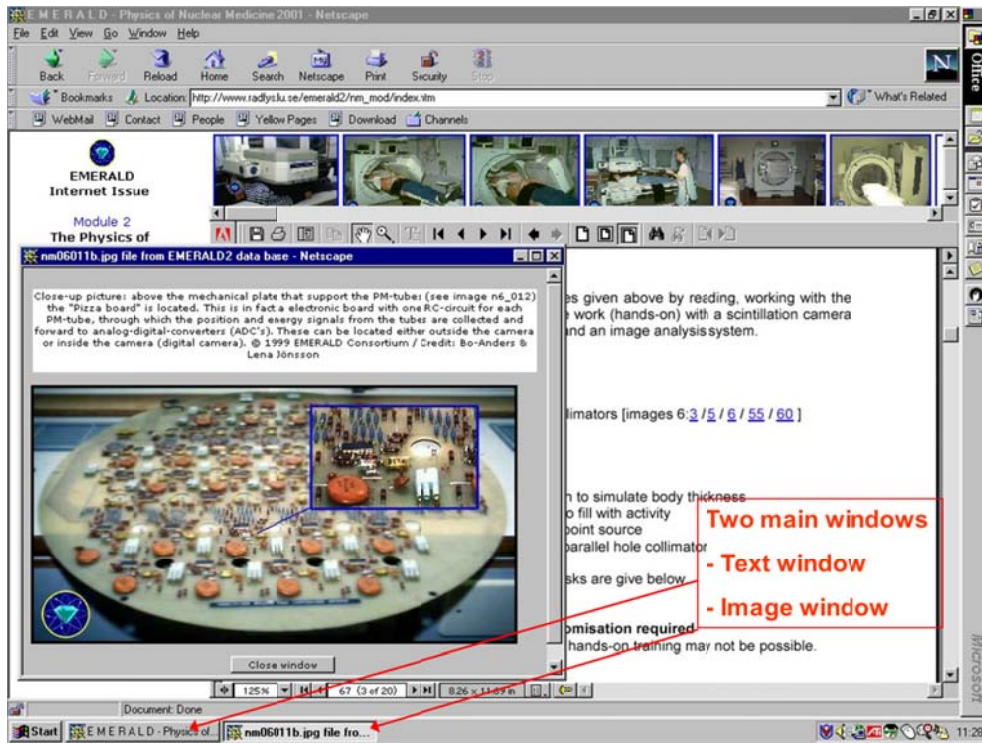 E M E R A L D - Physics of Nuclear Medicine 2001 - Netscape
File Edit View Go Window Help
Back Forward Reload Home Search Netscape Print Security Stop
Bookmarks Location: http://www.radfys.lu.se/emerald2/nm_mod/index.htm What's Related
WebMail Contact People Yellow Pages Download Channels
Office
EMERALD
Internet Issue
Module 2
The Physics of
nm06011b.jpg file from EMERALD2 data base - Netscape
Close-up picture: above the mechanical plate that support the PM-tubes (see image n6_012)
the "Pizza board" is located. This is in fact a electronic board with one RC-circuit for each
PM-tube, through which the position and energy signals from the tubes are collected and
forward to analog-digital-converters (ADC's). These can be located either outside the camera
or inside the camera (digital camera). © 1999 EMERALD Consortium / Credit: Bo-Anders &
Lena Jönsson
Close window
es given above by reading, working with the
e work (hands-on) with a scintillation camera
and an image analysis system.
llimators [images 6:3 /5 / 6 / 55 / 60 ]
n to simulate body thickness
o fill with activity
point source
parallel hole collimator
sks are give below
omisation required
hands-on training may not be possible.
Two main windows
- Text window
- Image window
125% 67 (3 of 20) 8.26 x 11.69 in
Document: Done
Microsoft
Start E M E R A L D - Physics of... nm06011b.jpg file fro... 11:28